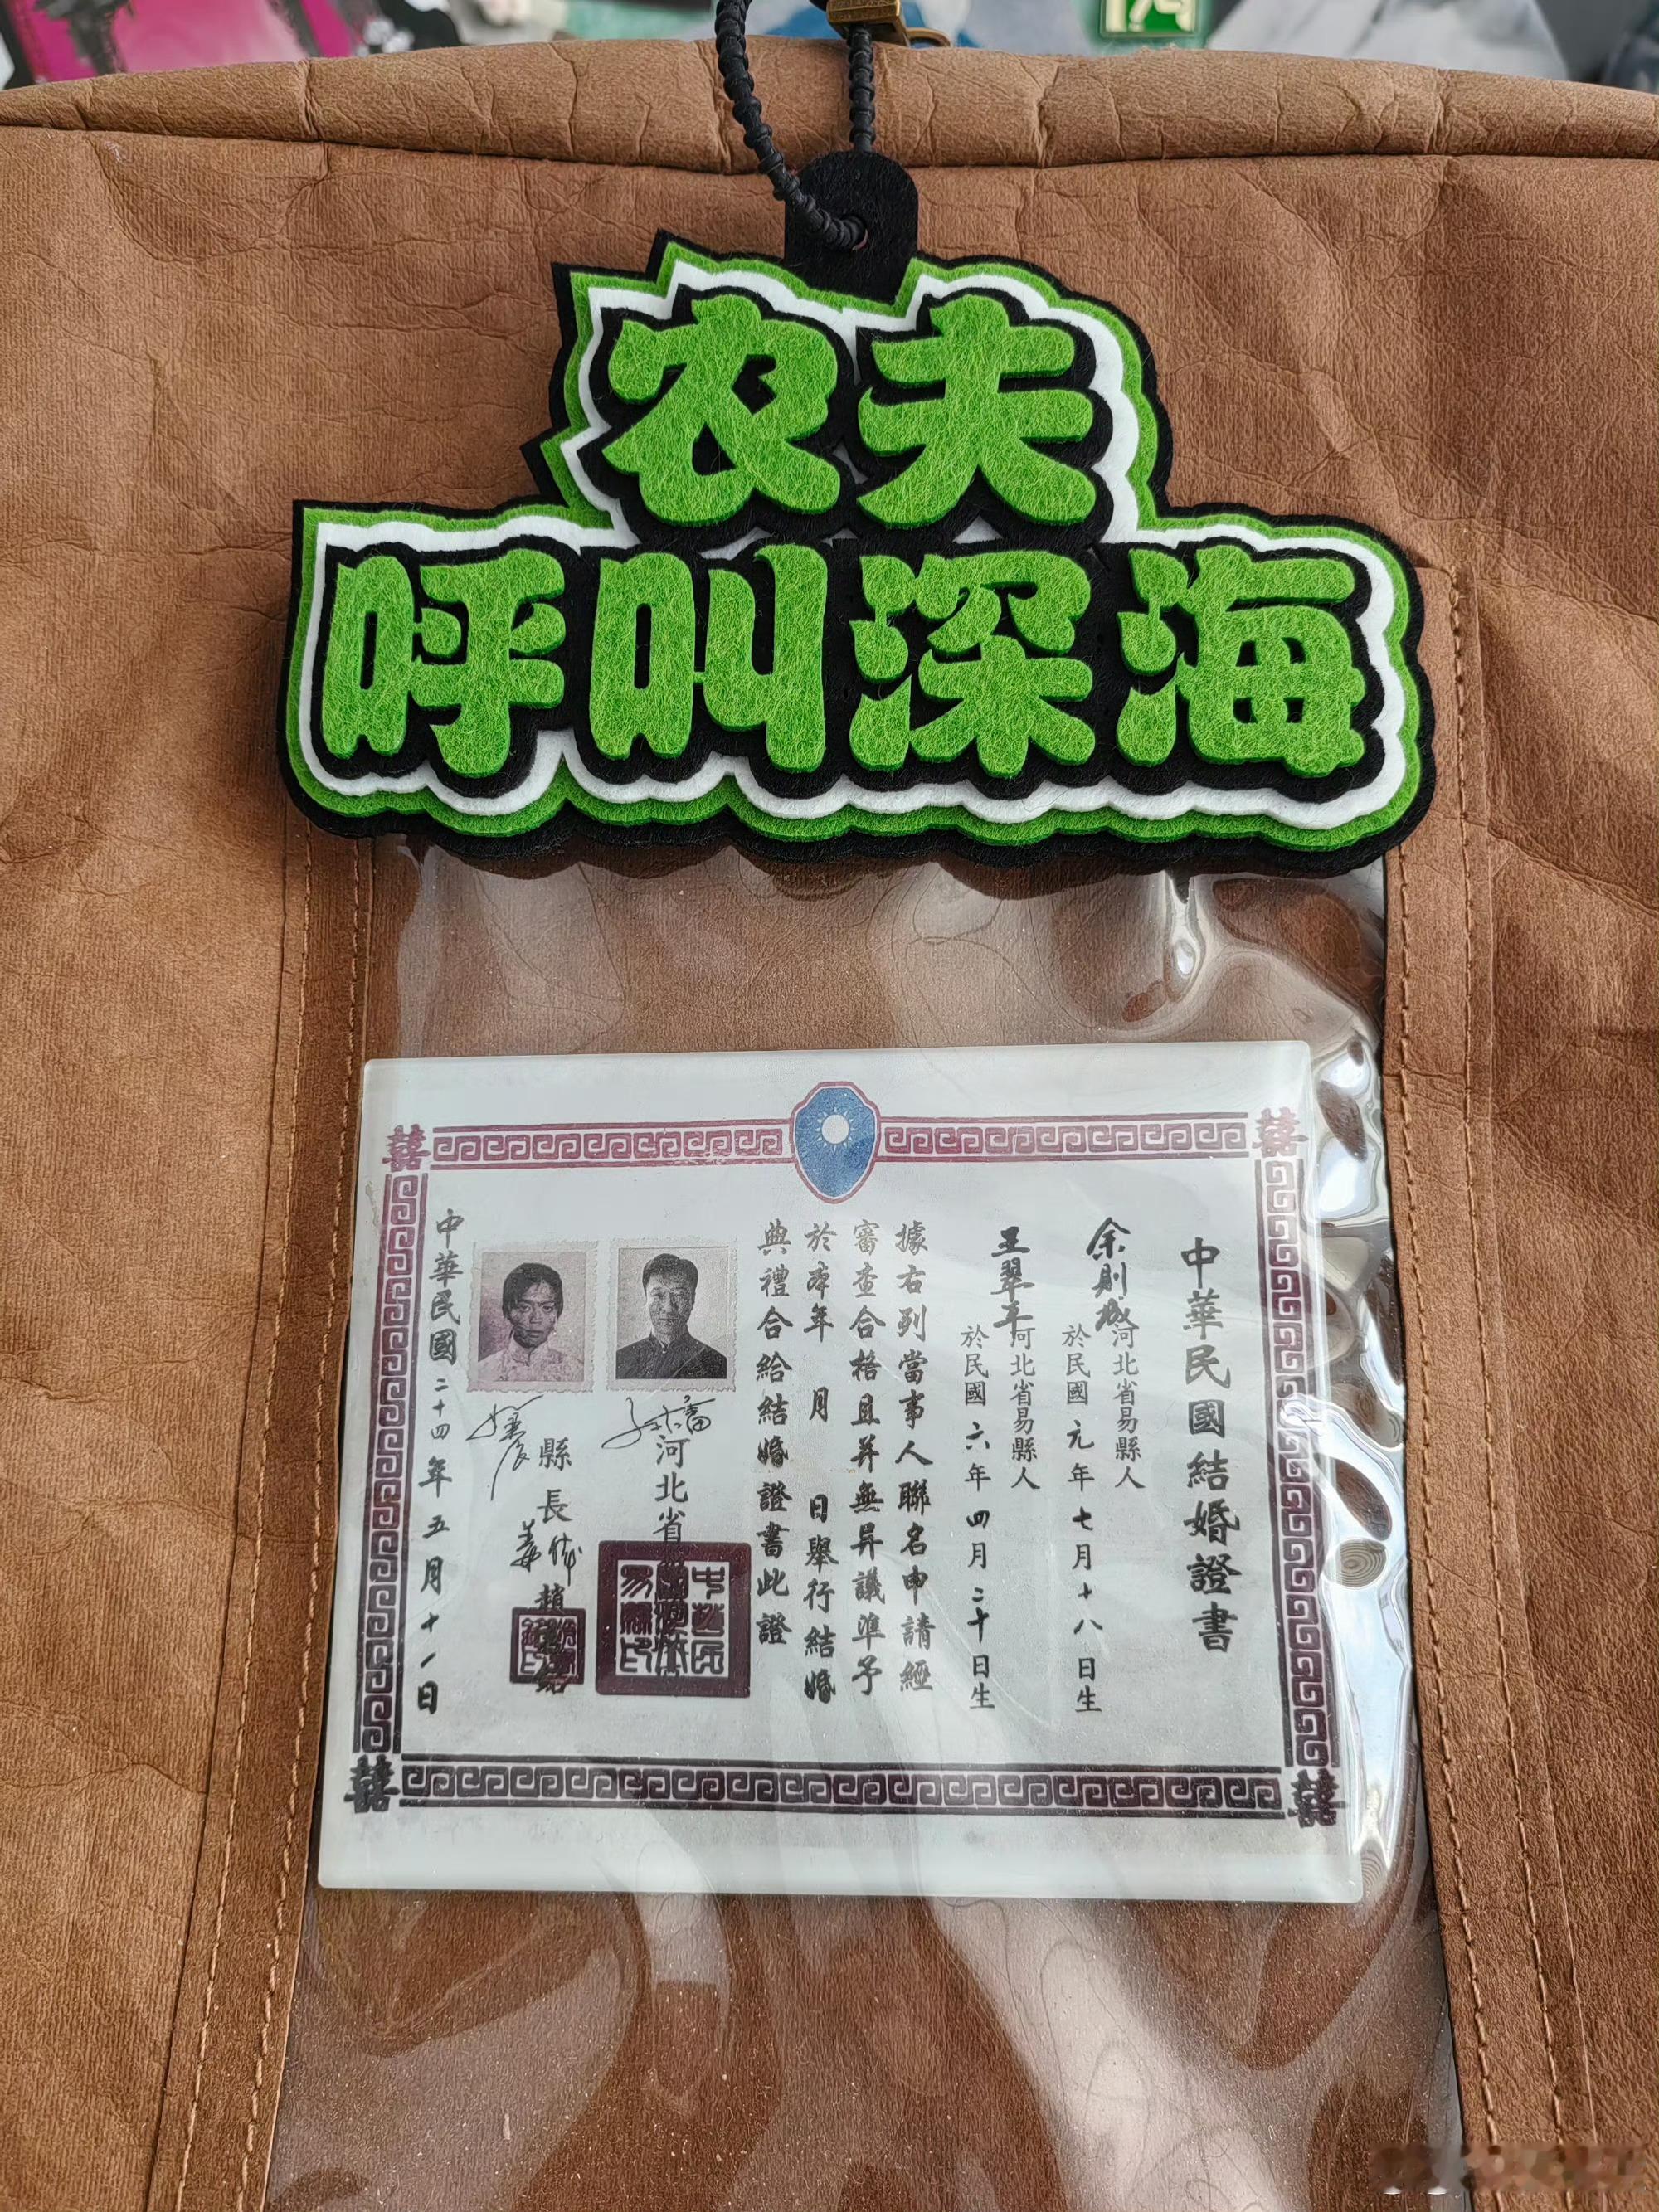 农夫
呼叫深海
中華民國結婚證書
余則成
河北省易縣人
於民國元年七月十八日生
王翠平
河北省易縣人
於民國六年四月二十日生
據右列當事人聯名申請經
審查合格且并無异議準予
於本年 月 日舉行結婚
典禮合給結婚證書此證
河北省
縣長
中華民國二十四年五月十八日
囍
囍
囍
囍